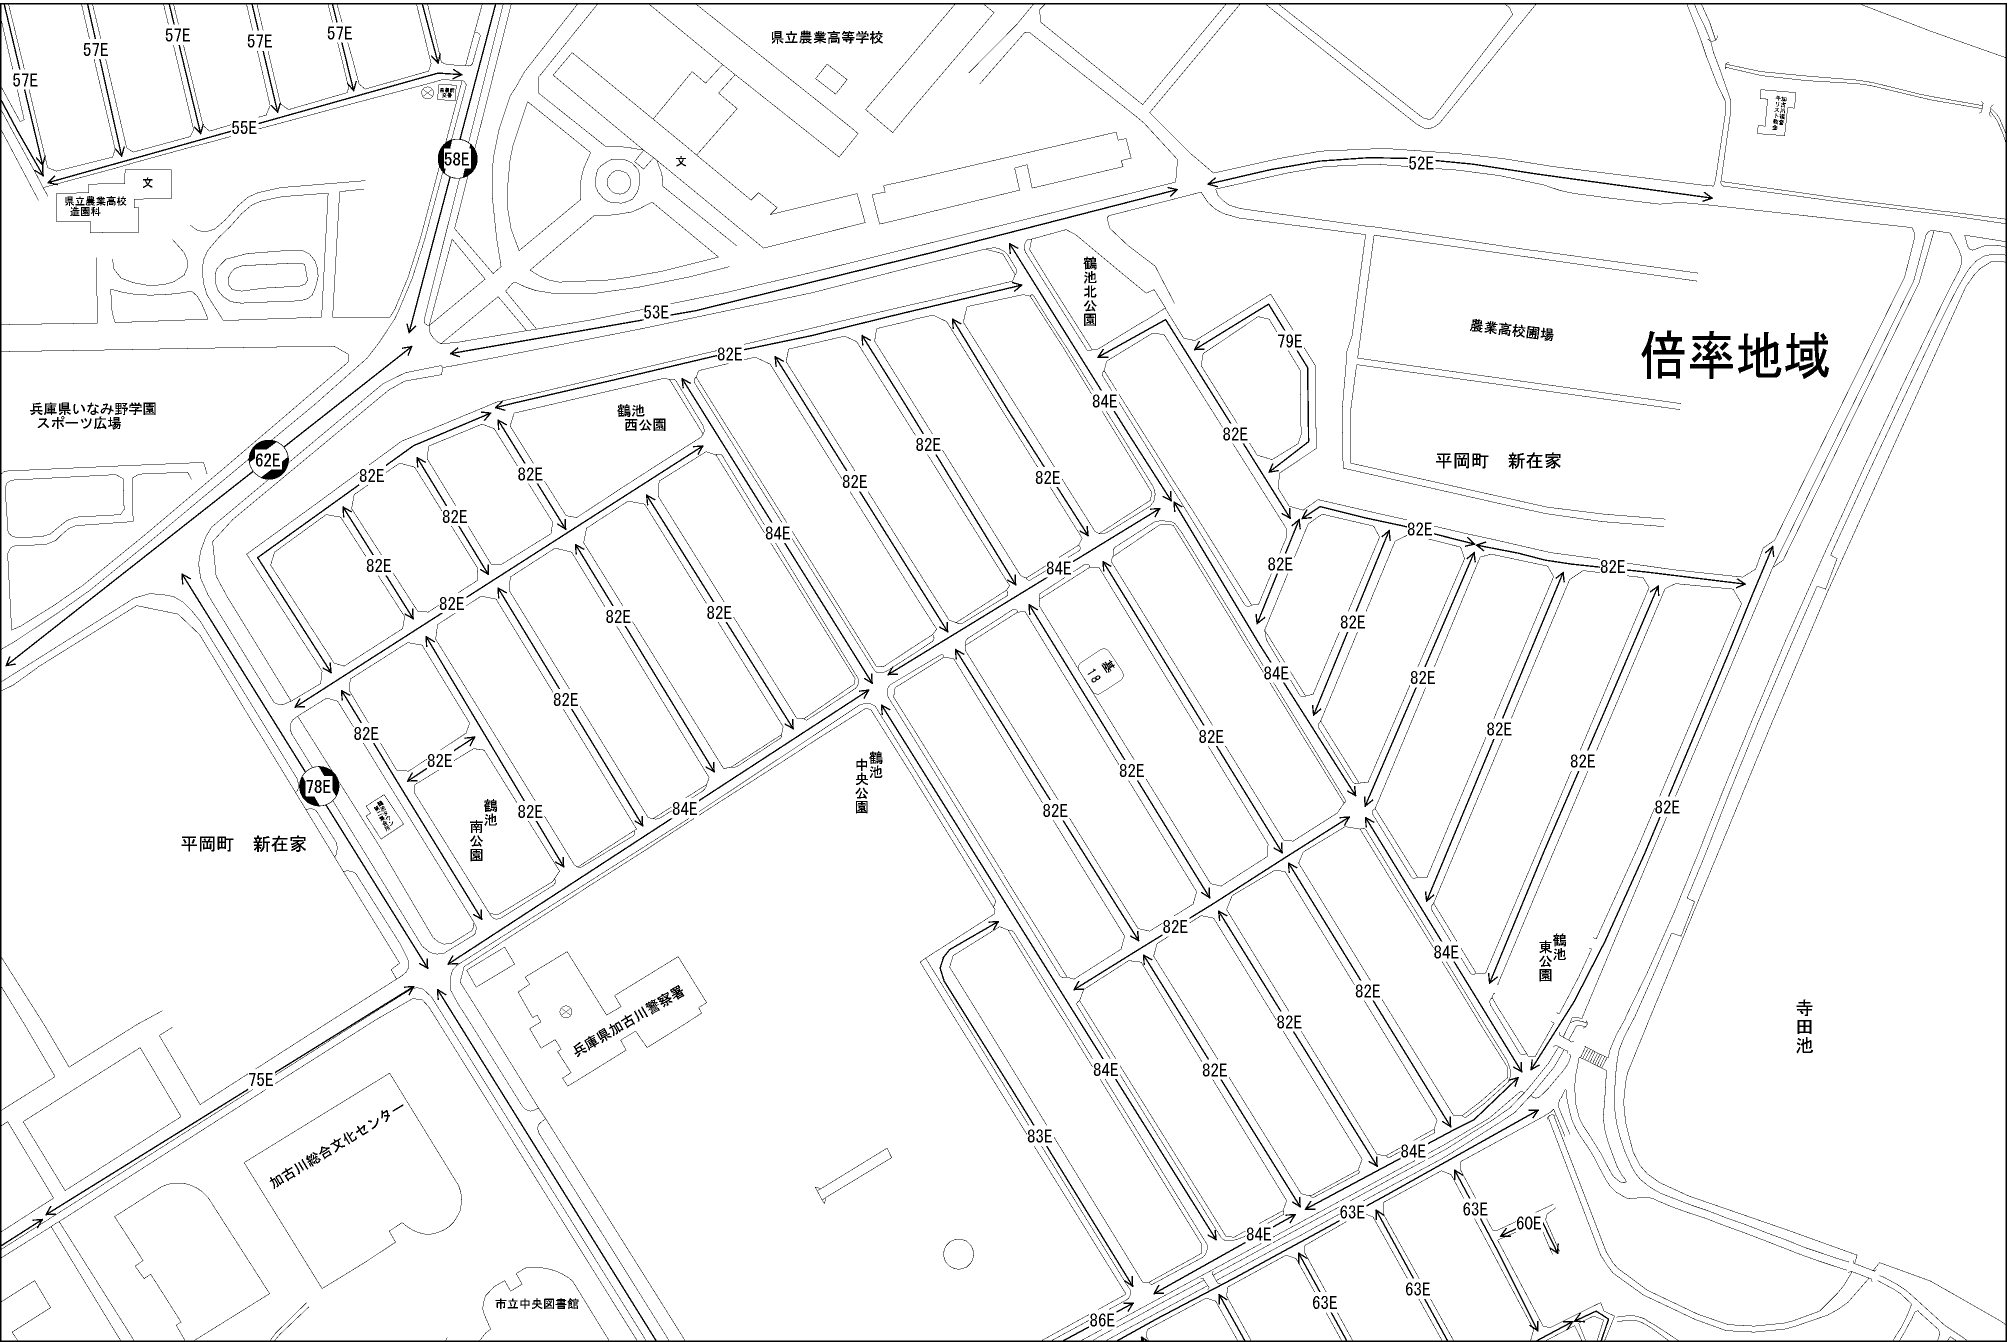 57E
57E
57E
57E
57E
県立農業高等学校
55E
58E
文
県立農業高校
造園科
文
52E
53E
鶴池北公園
79E
農業高校圃場
倍率地域
兵庫県いなみ野学園
スポーツ広場
82E
鶴池
西公園
84E
82E
82E
62E
82E
82E
82E
82E
82E
平岡町　新在家
82E
82E
84E
82E
82E
82E
84E
82E
82E
82E
82E
82E
82E
基
18
84E
82E
82E
82E
82E
82E
82E
82E
82E
82E
鶴池
中央公園
78E
82E
84E
鶴池
南公園
82E
82E
平岡町　新在家
82E
84E
鶴池
東公園
兵庫県加古川警察署
82E
82E
寺田池
75E
84E
82E
加古川総合文化センター
83E
84E
63E
63E
60E
84E
63E
63E
市立中央図書館
86E